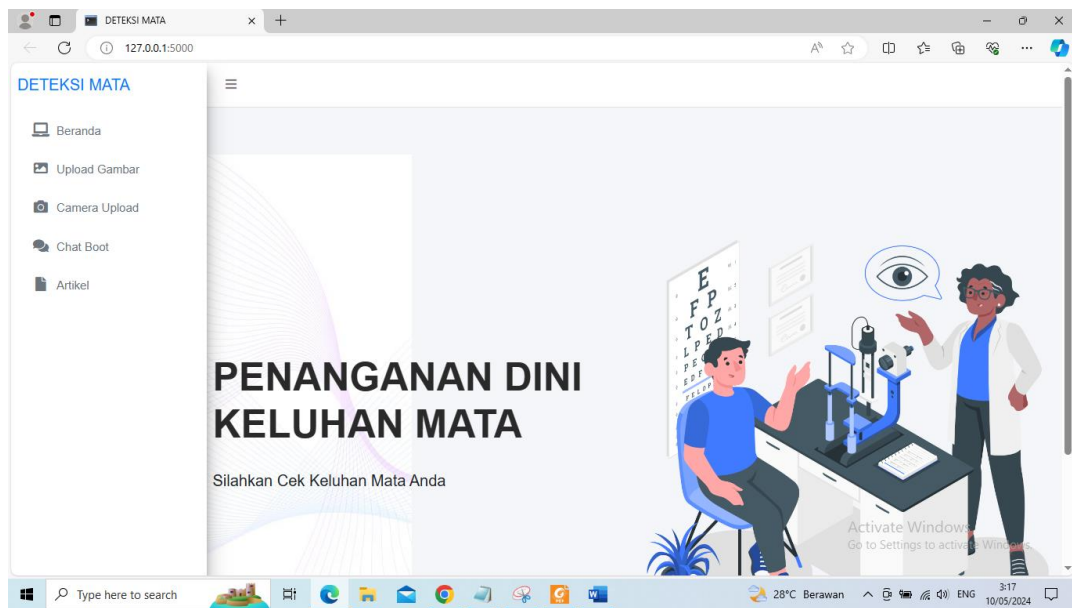 DETEKSI MATA
127.0.0.1:5000
DETEKSI MATA
Beranda
Upload Gambar
Camera Upload
Chat Boot
Artikel
E
F P
T O Z
L P E D
PENANGANAN DINI
KELUHAN MATA
Silahkan Cek Keluhan Mata Anda
Activate Windows
Go to Settings to activate Windows.
Type here to search
28°C Berawan
ENG
3:17
10/05/2024